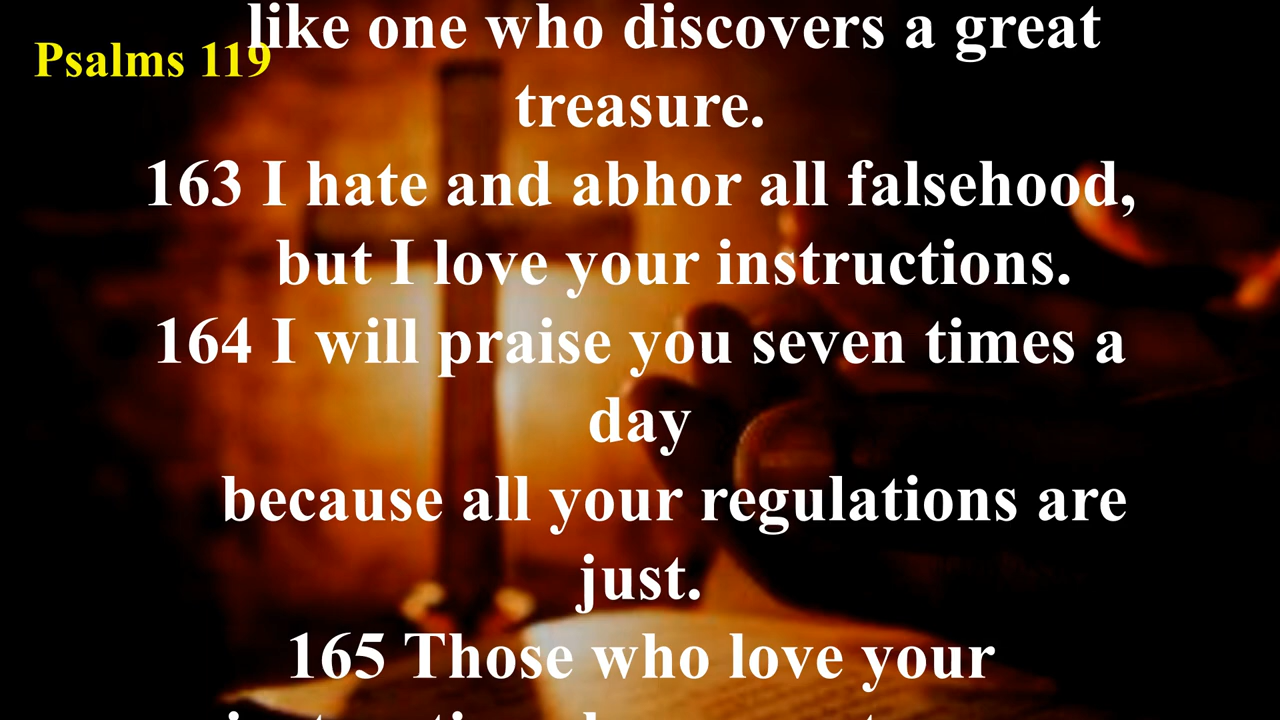 Psalms 119
like one who discovers a great
treasure.
163 I hate and abhor all falsehood,
but I love your instructions.
164 I will praise you seven times a
day
because all your regulations are
just.
165 Those who love your